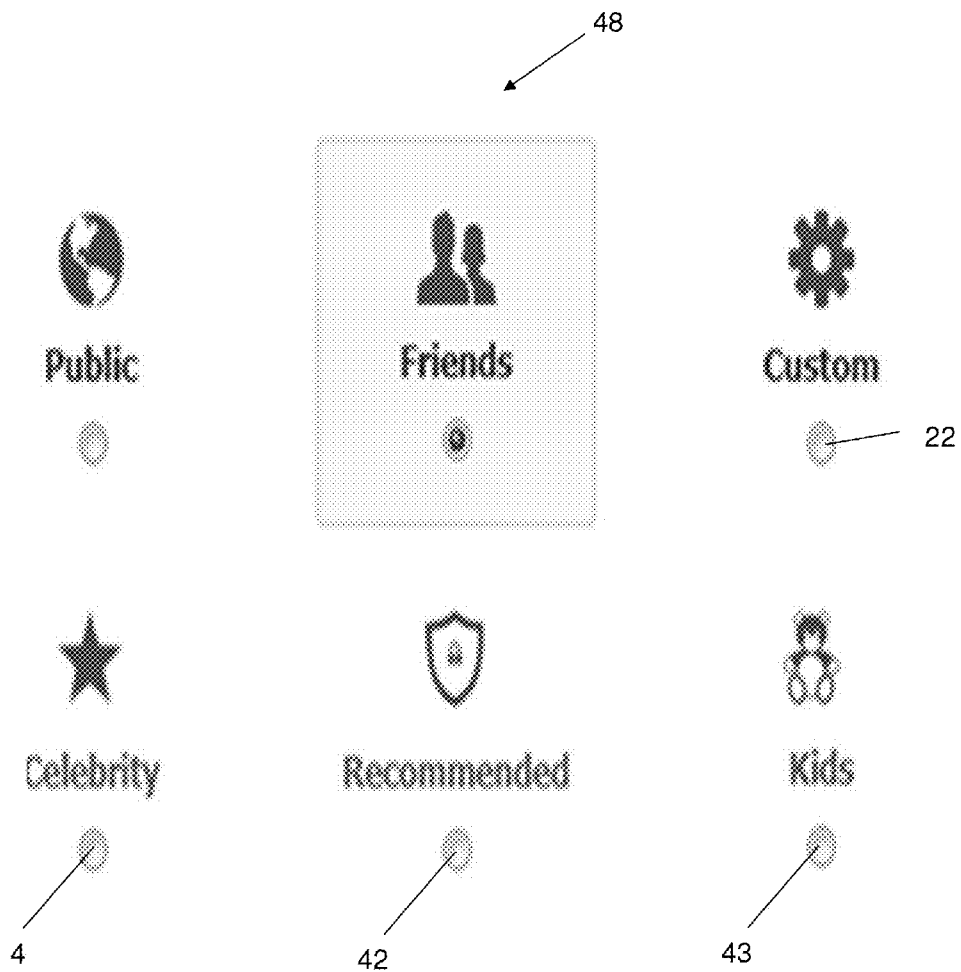 48
Public
Friends
Custom
22
Celebrity
Recommended
Kids
4
42
43